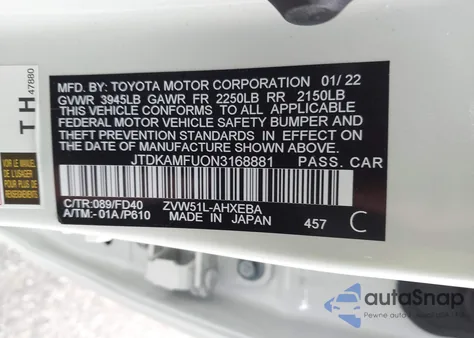 MFD. BY: TOYOTA MOTOR CORPORATION 01/22
GVWR 3945LB GAWR FR 2250LB RR 2150LB
THIS VEHICLE CONFORMS TO ALL APPLICABLE
FEDERAL MOTOR VEHICLE SAFETY BUMPER AND
THEFT PREVENTION STANDARDS IN EFFECT ON
THE DATE OF MANUFACTURE SHOWN ABOVE.
JTDKAMFU0N3168881 PASS. CAR
C/TR:089/FD40 ZVW51L-AHXEBA
A/TM:-01A/P610 MADE IN JAPAN 457 C
TH
47880
autoSnap